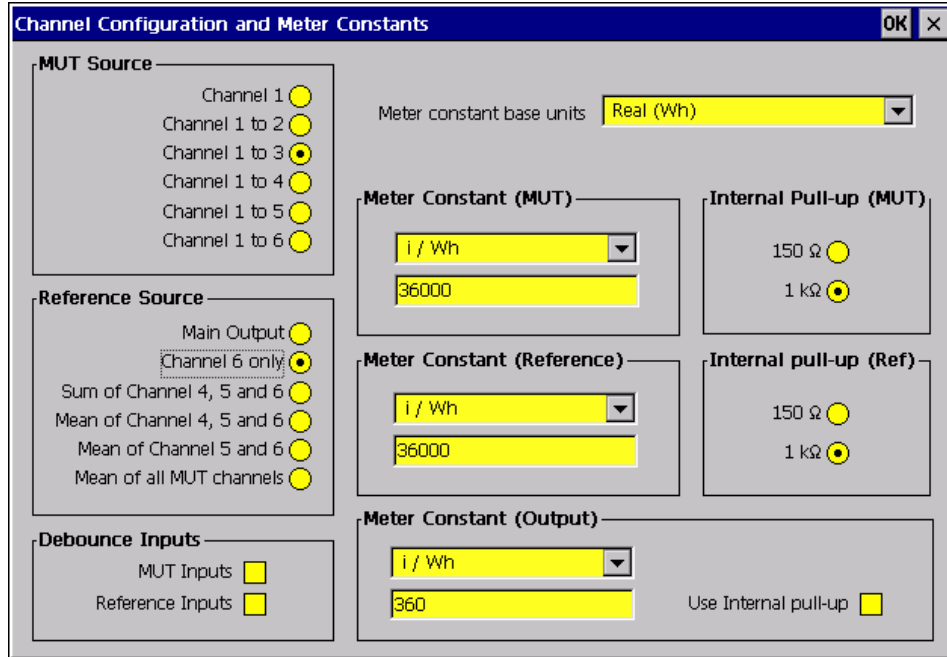 Channel Configuration and Meter Constants OK ×
MUT Source
Channel 1
Channel 1 to 2
Channel 1 to 3
Channel 1 to 4
Channel 1 to 5
Channel 1 to 6
Meter constant base units Real (Wh)
Meter Constant (MUT)
i / Wh
36000
Internal Pull-up (MUT)
150 Ω
1 kΩ
Reference Source
Main Output
Channel 6 only
Sum of Channel 4, 5 and 6
Mean of Channel 4, 5 and 6
Mean of Channel 5 and 6
Mean of all MUT channels
Meter Constant (Reference)
i / Wh
36000
Internal pull-up (Ref)
150 Ω
1 kΩ
Debounce Inputs
MUT Inputs
Reference Inputs
Meter Constant (Output)
i / Wh
360
Use Internal pull-up